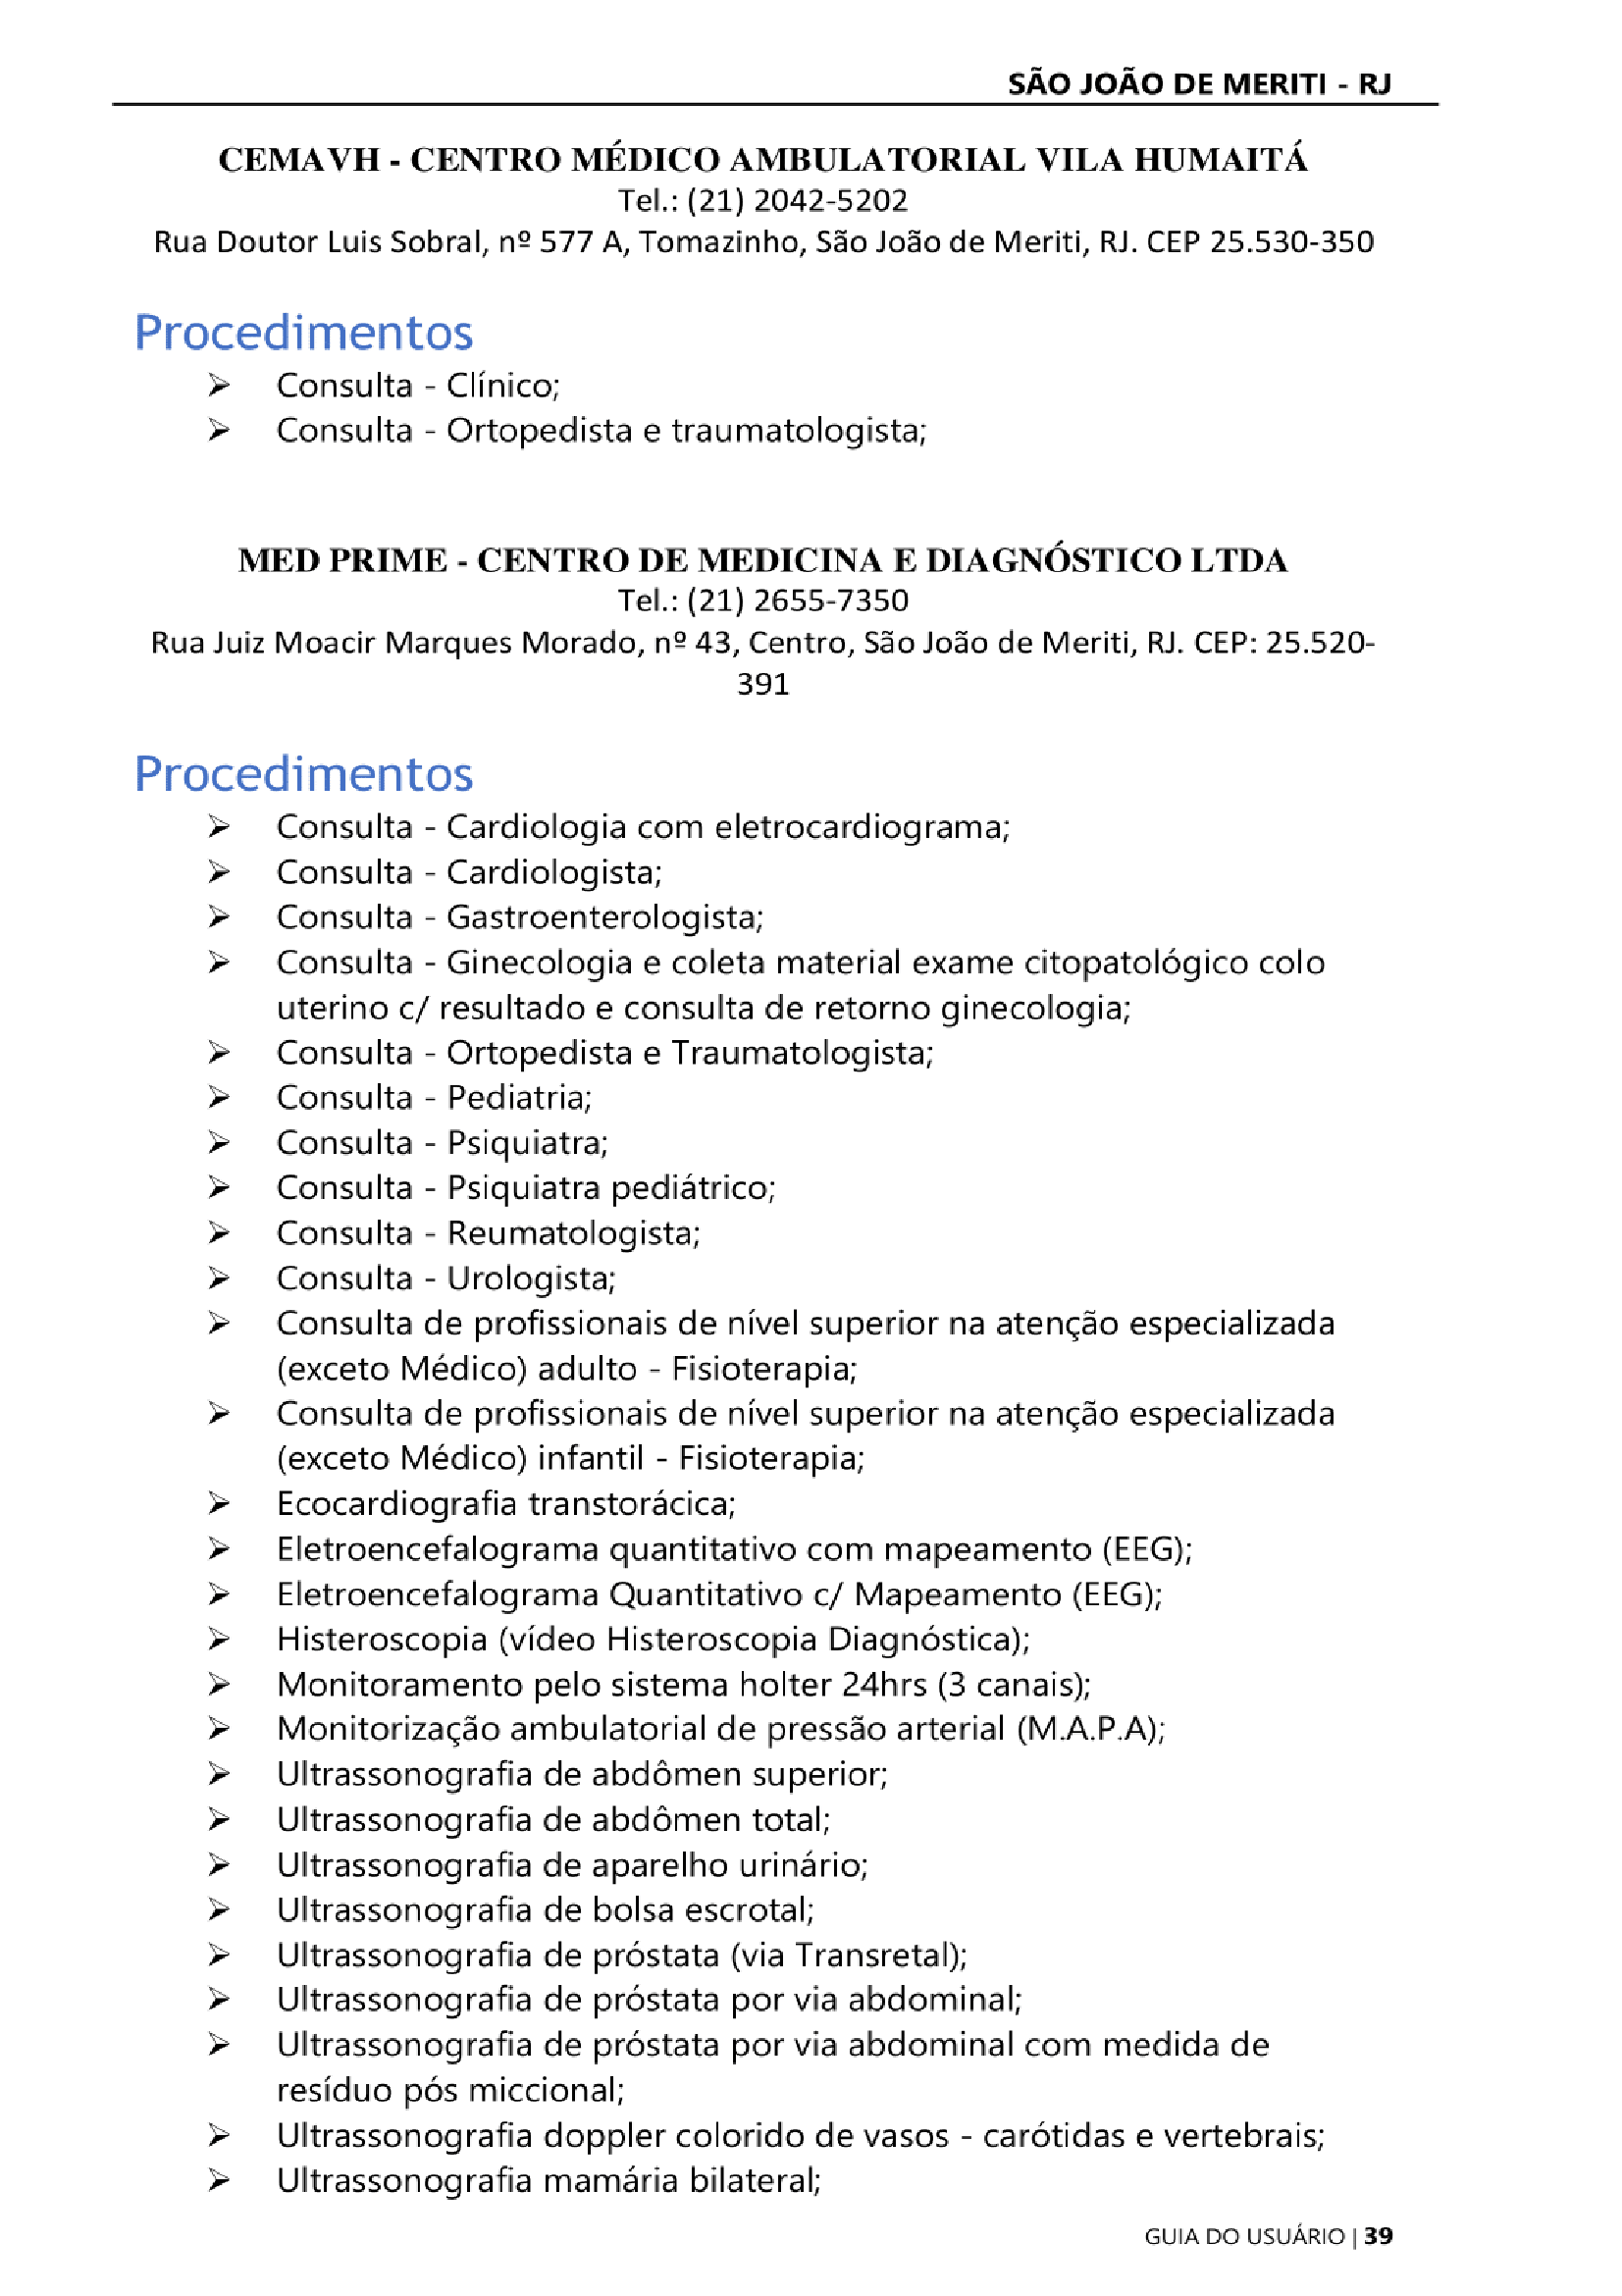 SÃO JOÃO DE MERITI - RJ
CEMAVH - CENTRO MÉDICO AMBULATORIAL VILA HUMAITÁ
Tel.: (21) 2042-5202
Rua Doutor Luis Sobral, nº 577 A, Tomazinho, São João de Meriti, RJ. CEP 25.530-350
Procedimentos
➢ Consulta - Clínico;
➢ Consulta - Ortopedista e traumatologista;
MED PRIME - CENTRO DE MEDICINA E DIAGNÓSTICO LTDA
Tel.: (21) 2655-7350
Rua Juiz Moacir Marques Morado, nº 43, Centro, São João de Meriti, RJ. CEP: 25.520-
391
Procedimentos
➢ Consulta - Cardiologia com eletrocardiograma;
➢ Consulta - Cardiologista;
➢ Consulta - Gastroenterologista;
➢ Consulta - Ginecologia e coleta material exame citopatológico colo
uterino c/ resultado e consulta de retorno ginecologia;
➢ Consulta - Ortopedista e Traumatologista;
➢ Consulta - Pediatria;
➢ Consulta - Psiquiatra;
➢ Consulta - Psiquiatra pediátrico;
➢ Consulta - Reumatologista;
➢ Consulta - Urologista;
➢ Consulta de profissionais de nível superior na atenção especializada
(exceto Médico) adulto - Fisioterapia;
➢ Consulta de profissionais de nível superior na atenção especializada
(exceto Médico) infantil - Fisioterapia;
➢ Ecocardiografia transtorácica;
➢ Eletroencefalograma quantitativo com mapeamento (EEG);
➢ Eletroencefalograma Quantitativo c/ Mapeamento (EEG);
➢ Histeroscopia (vídeo Histeroscopia Diagnóstica);
➢ Monitoramento pelo sistema holter 24hrs (3 canais);
➢ Monitorização ambulatorial de pressão arterial (M.A.P.A);
➢ Ultrassonografia de abdômen superior;
➢ Ultrassonografia de abdômen total;
➢ Ultrassonografia de aparelho urinário;
➢ Ultrassonografia de bolsa escrotal;
➢ Ultrassonografia de próstata (via Transretal);
➢ Ultrassonografia de próstata por via abdominal;
➢ Ultrassonografia de próstata por via abdominal com medida de
resíduo pós miccional;
➢ Ultrassonografia doppler colorido de vasos - carótidas e vertebrais;
➢ Ultrassonografia mamária bilateral;
GUIA DO USUÁRIO | 39